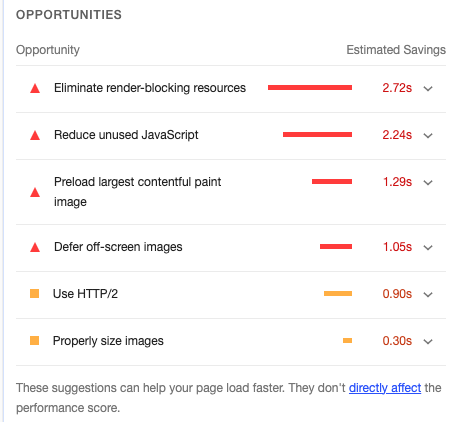 OPPORTUNITIES
Opportunity Estimated Savings
Eliminate render-blocking resources 2.72s
Reduce unused JavaScript 2.24s
Preload largest contentful paint
image 1.29s
Defer off-screen images 1.05s
Use HTTP/2 0.90s
Properly size images 0.30s
These suggestions can help your page load faster. They don't directly affect the
performance score.